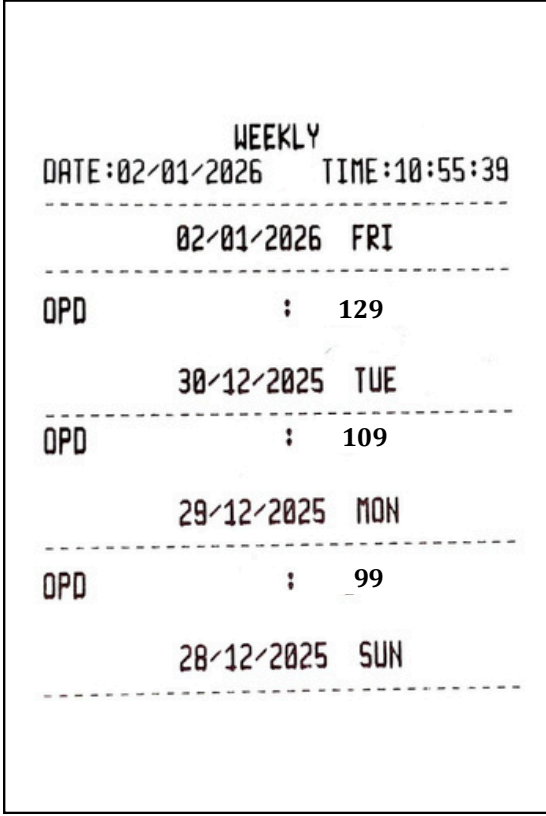 WEEKLY
DATE:02/01/2026 TIME:10:55:39
02/01/2026 FRI
OPD : 129
30/12/2025 TUE
OPD : 109
29/12/2025 MON
OPD : 99
28/12/2025 SUN